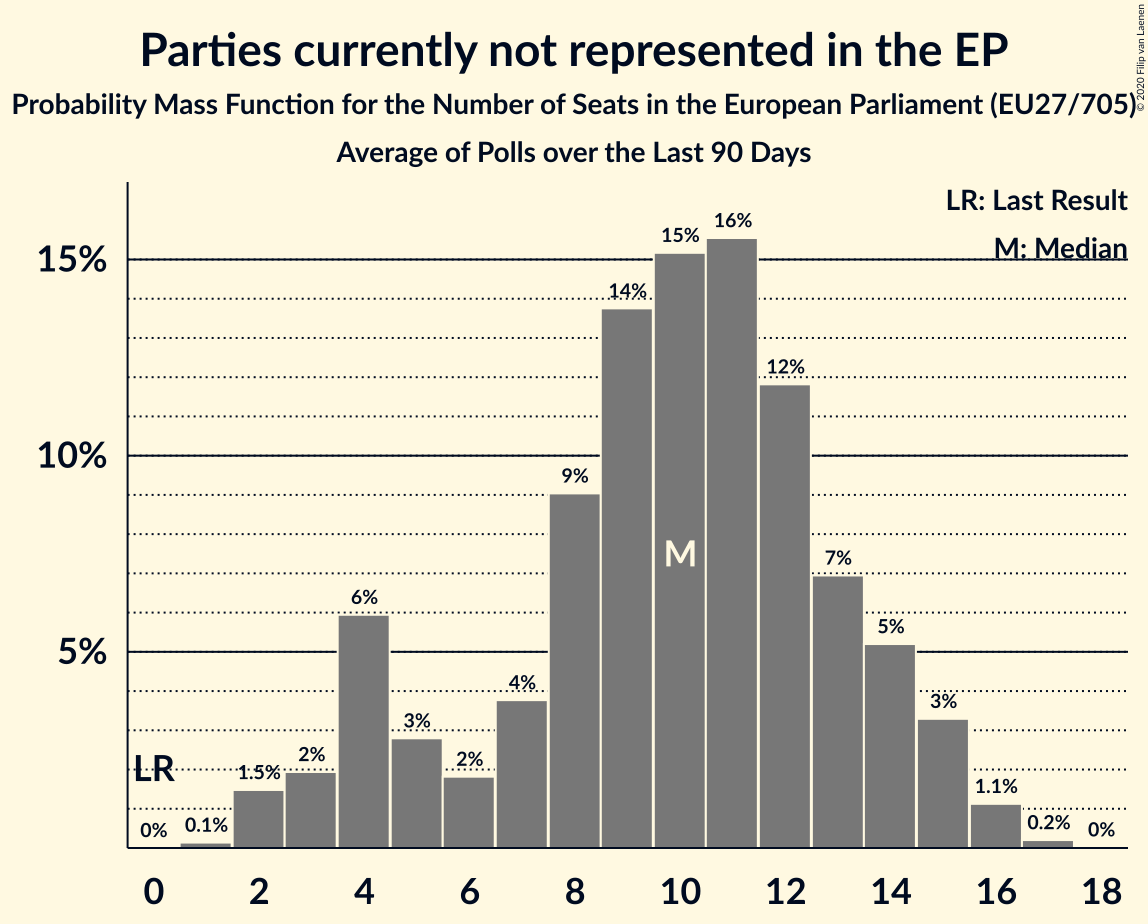 Parties currently not represented in the EP
Probability Mass Function for the Number of Seats in the European Parliament (EU27/705)
Average of Polls over the Last 90 Days
© 2020 Filip van Laenen
LR: Last Result
M: Median
15%
10%
5%
LR
M
0%
0.1%
1.5%
2%
6%
3%
2%
4%
9%
14%
15%
16%
12%
7%
5%
3%
1.1%
0.2%
0%
0 2 4 6 8 10 12 14 16 18